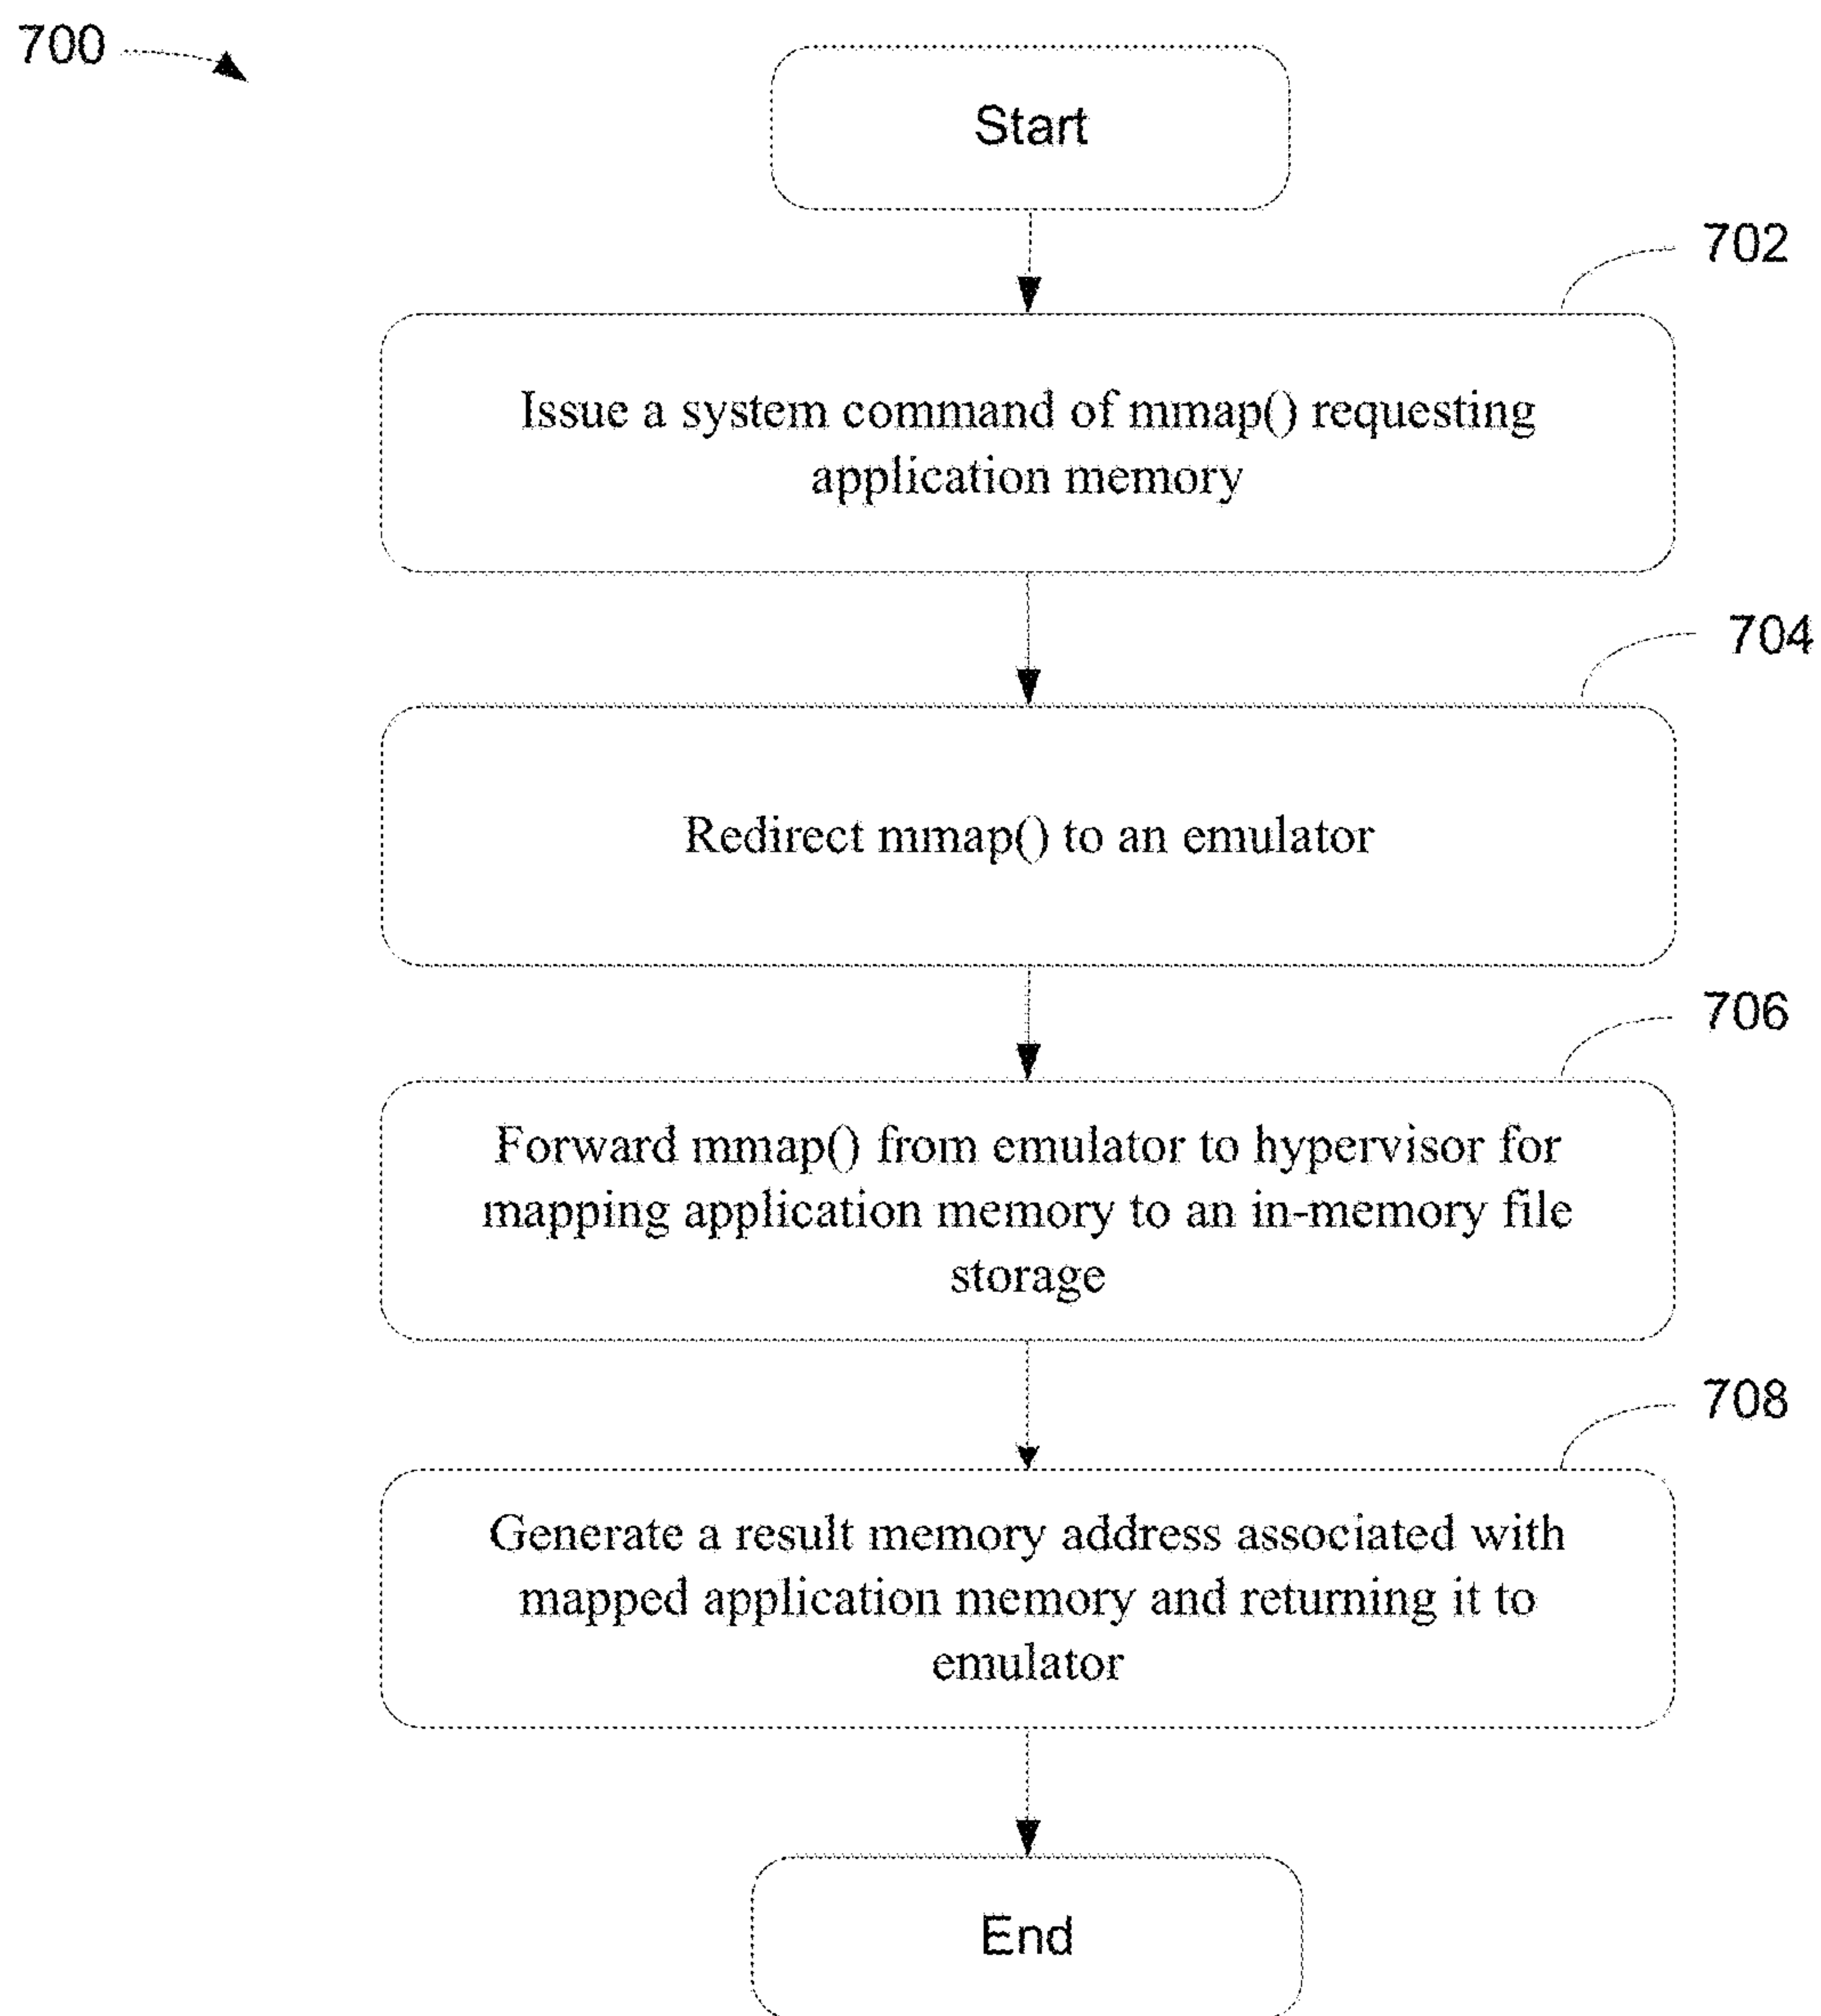 700
Start
702
Issue a system command of mmap() requesting
application memory
704
Redirect mmap() to an emulator
706
Forward mmap() from emulator to hypervisor for
mapping application memory to an in-memory file
storage
708
Generate a result memory address associated with
mapped application memory and returning it to
emulator
End